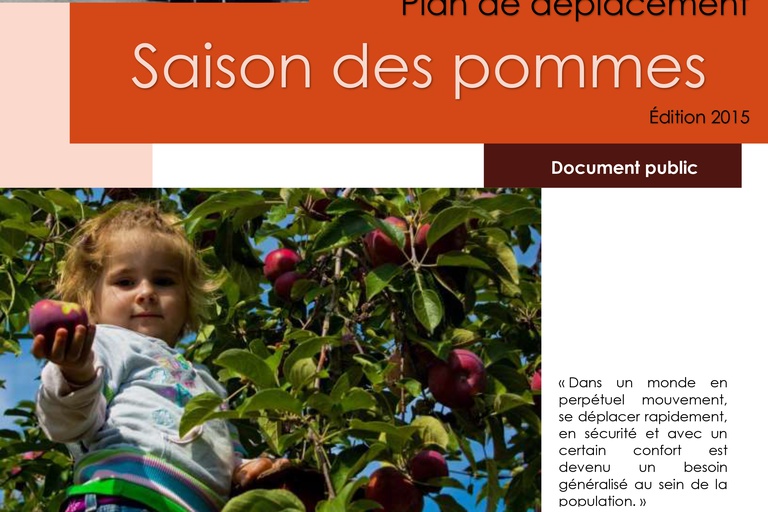 Plan de déplacement
Saison des pommes
Édition 2015
Document public
« Dans un monde en
perpétuel mouvement,
se déplacer rapidement,
en sécurité et avec un
certain confort est
devenu un besoin
généralisé au sein de la
population. »